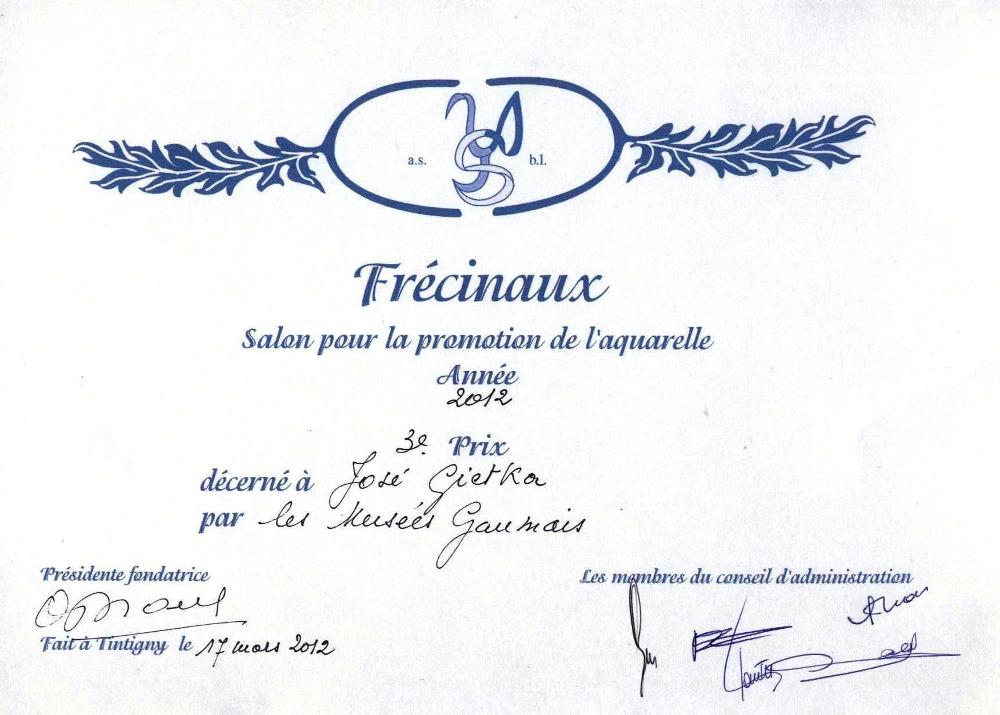 a.s. b.l.
Frécinaux
Salon pour la promotion de l'aquarelle
Année
2012
3e Prix
décerné à José Gietka
par les Musées Gaumais
Présidente fondatrice
Les membres du conseil d'administration
Fait à Tintigny le 17 mars 2012